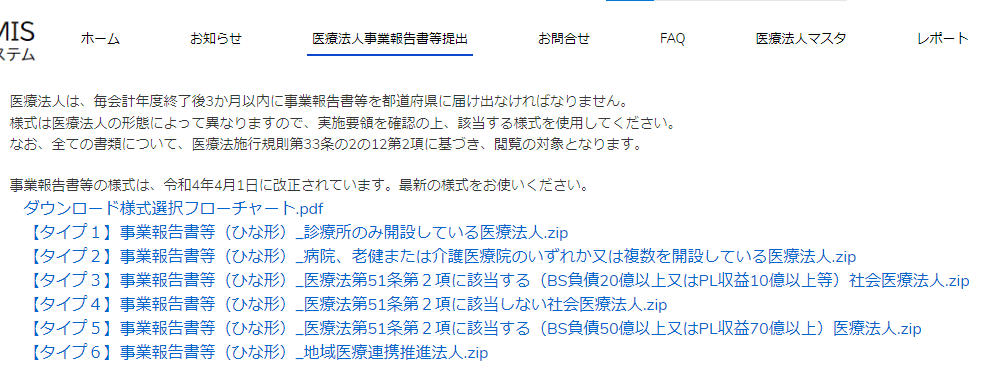 MIS
ステム
ホーム お知らせ 医療法人事業報告書等提出 お問合せ FAQ 医療法人マスタ レポート
医療法人は、毎会計年度終了後3か月以内に事業報告書等を都道府県に届け出なければなりません。
様式は医療法人の形態によって異なりますので、実施要領を確認の上、該当する様式を使用してください。
なお、全ての書類について、医療法施行規則第33条の2の12第2項に基づき、閲覧の対象となります。
事業報告書等の様式は、令和4年4月1日に改正されています。最新の様式をお使いください。
ダウンロード様式選択フローチャート.pdf
【タイプ１】事業報告書等（ひな形）_診療所のみ開設している医療法人.zip
【タイプ２】事業報告書等（ひな形）_病院、老健または介護医療院のいずれか又は複数を開設している医療法人.zip
【タイプ３】事業報告書等（ひな形）_医療法第51条第２項に該当する（BS負債20億以上又はPL収益10億以上等）社会医療法人.zip
【タイプ４】事業報告書等（ひな形）_医療法第51条第２項に該当しない社会医療法人.zip
【タイプ５】事業報告書等（ひな形）_医療法第51条第２項に該当する（BS負債50億以上又はPL収益70億以上）医療法人.zip
【タイプ６】事業報告書等（ひな形）_地域医療連携推進法人.zip